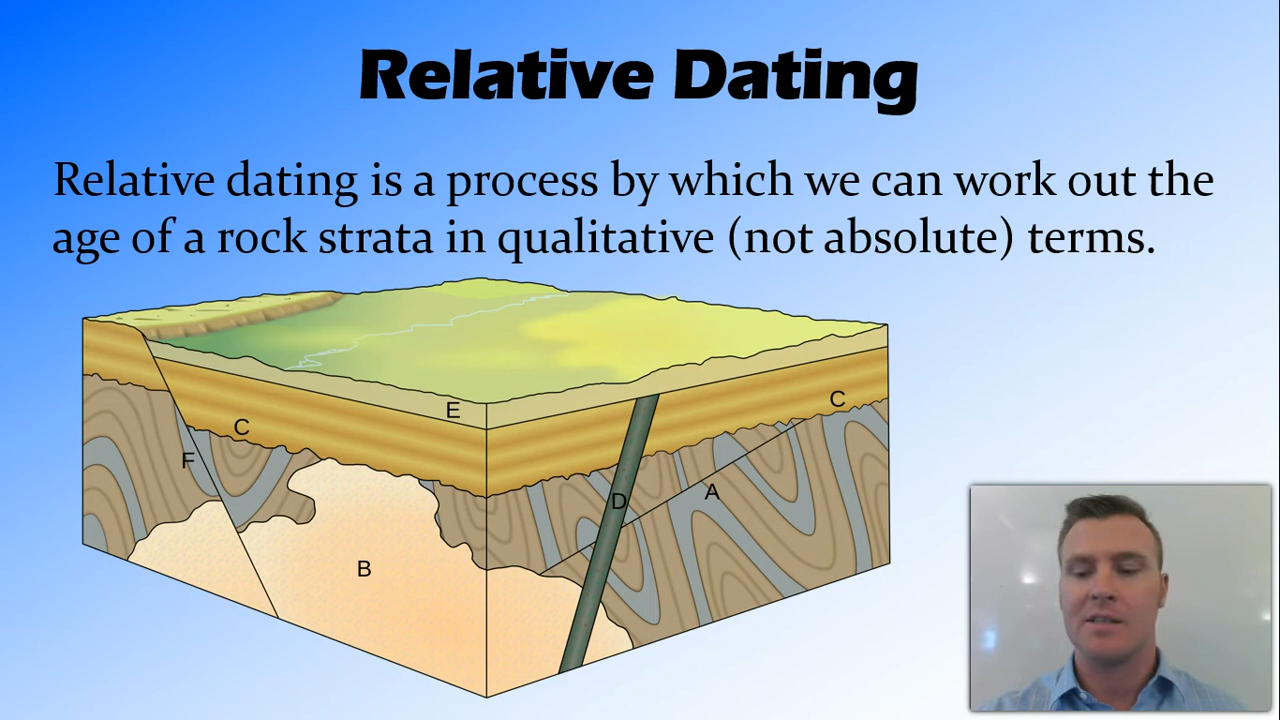 Relative Dating
Relative dating is a process by which we can work out the
age of a rock strata in qualitative (not absolute) terms.
E
C
C
F
A
D
B